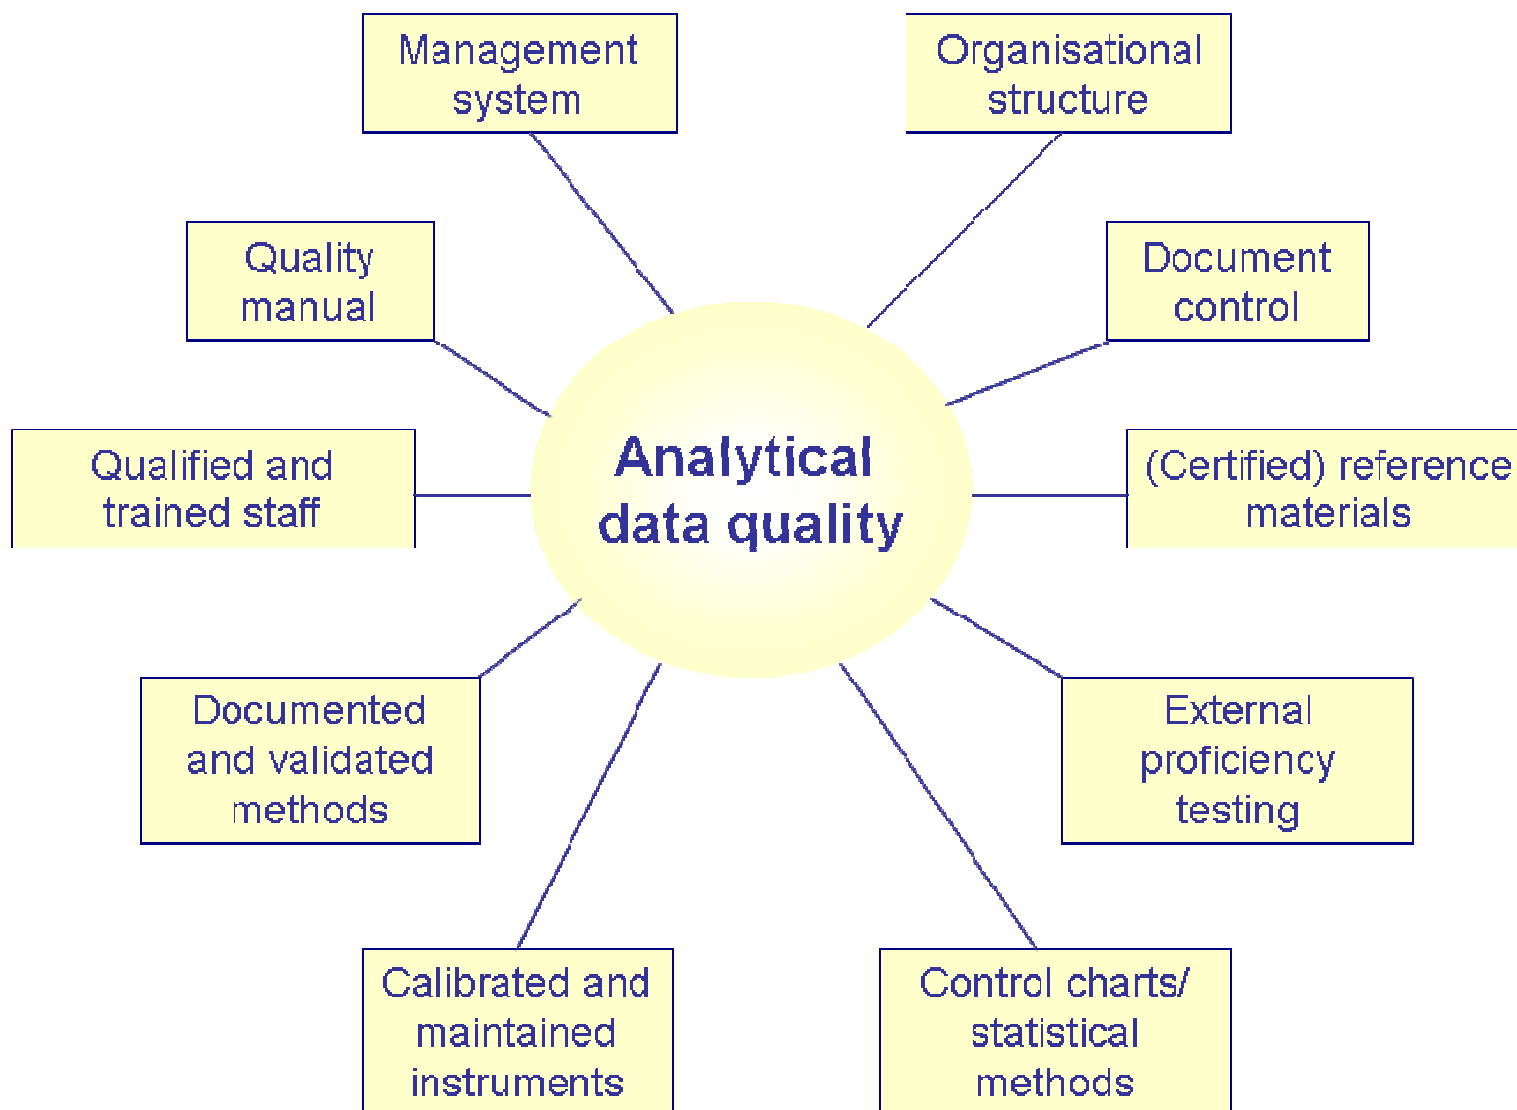 Management
system
Organisational
structure
Quality
manual
Document
control
Qualified and
trained staff
Analytical
data quality
(Certified) reference
materials
Documented
and validated
methods
External
proficiency
testing
Calibrated and
maintained
instruments
Control charts/
statistical
methods